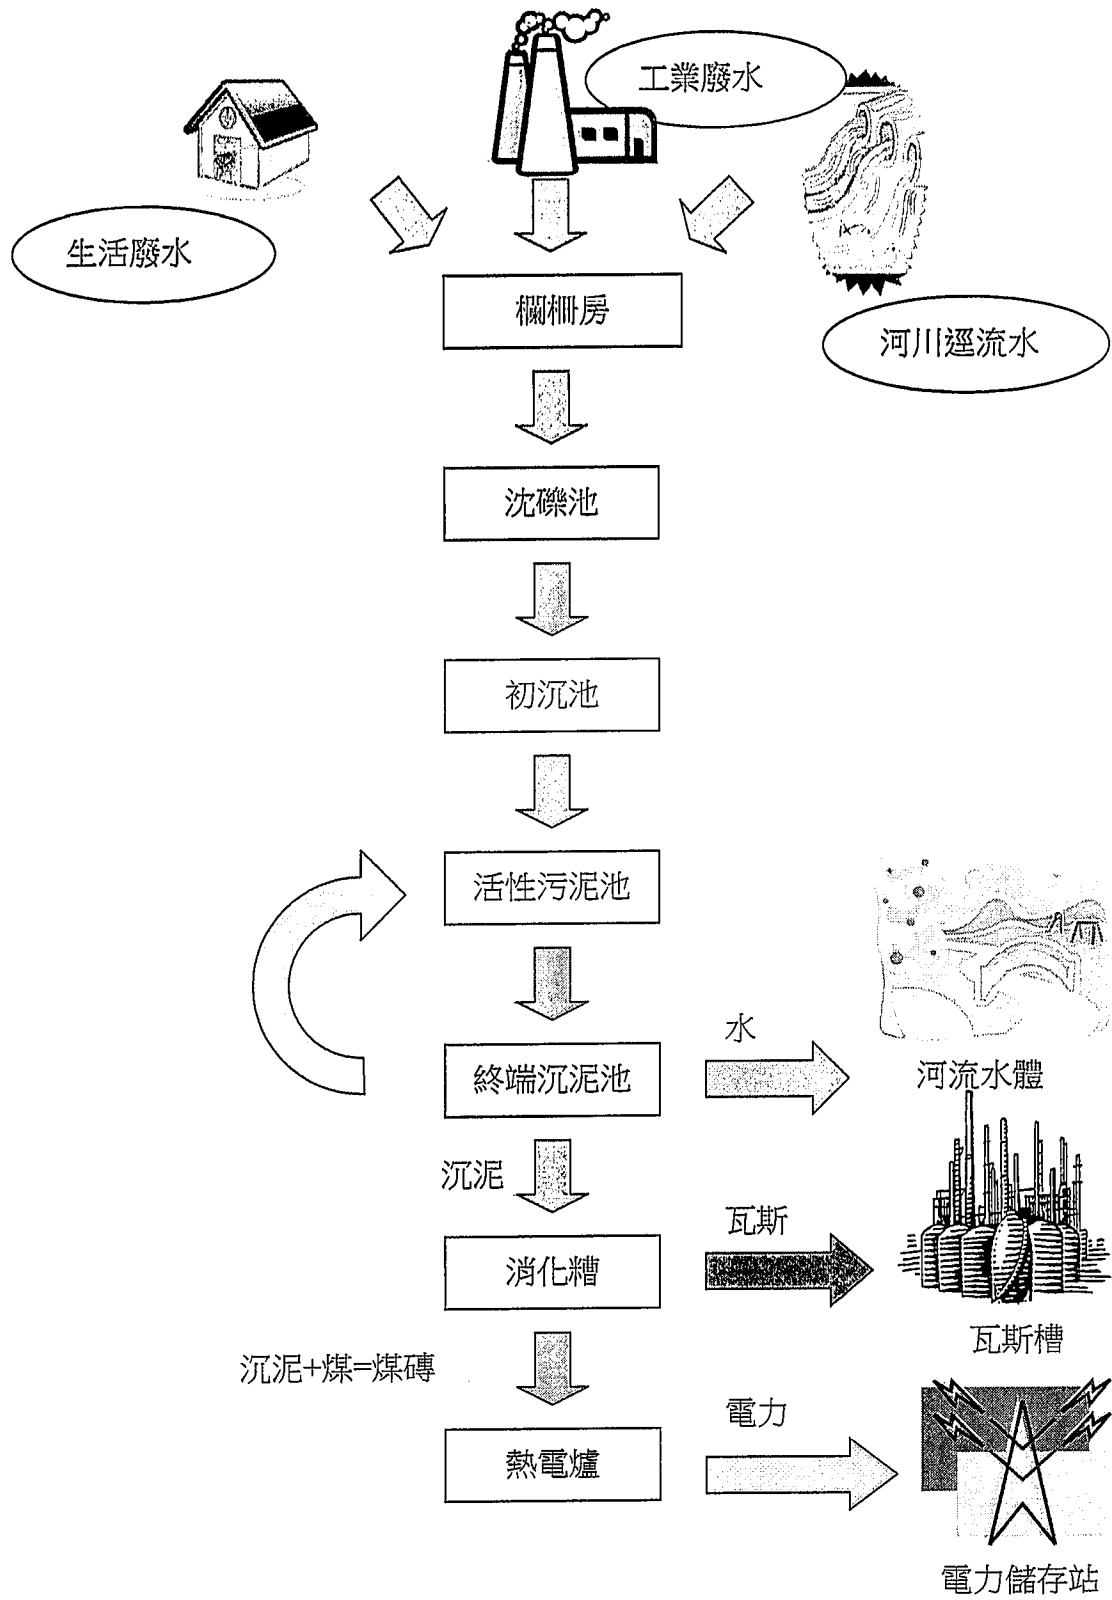 工業廢水
生活廢水
欄柵房
河川逕流水
沈礫池
初沉池
活性污泥池
水
終端沉泥池
河流水體
沉泥
瓦斯
消化糟
瓦斯槽
沉泥+煤=煤磚
電力
熱電爐
電力儲存站